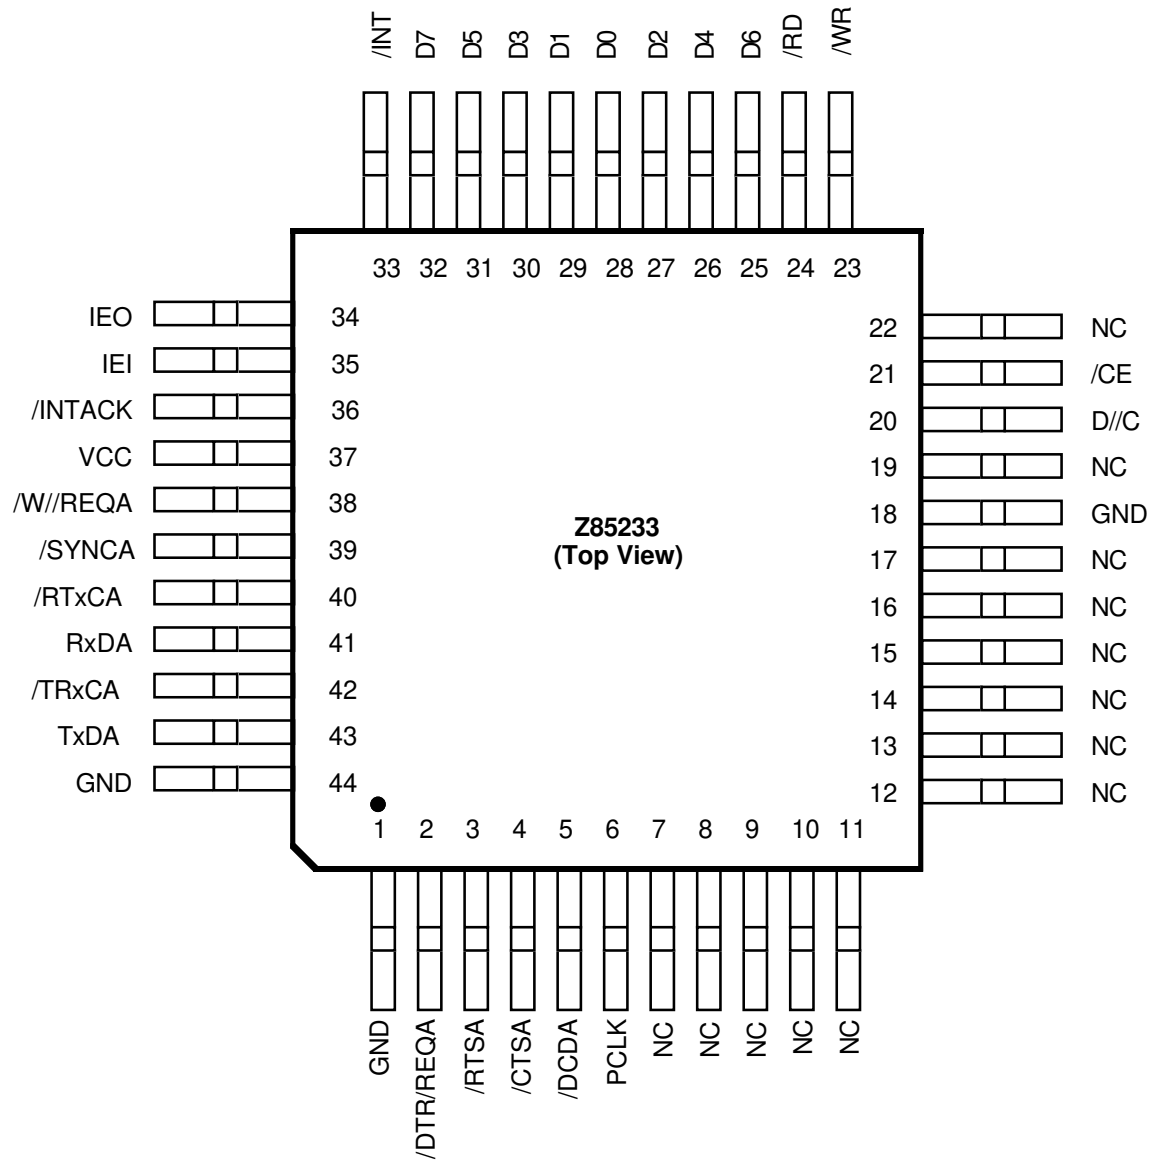 /INT D7 D5 D3 D1 D0 D2 D4 D6 /RD /WR
33 32 31 30 29 28 27 26 25 24 23
IEO 34
IEI 35
/INTACK 36
VCC 37
/W//REQA 38
/SYNCA 39
/RTxCA 40
RxDA 41
/TRxCA 42
TxDA 43
GND 44
Z85233
(Top View)
22 NC
21 /CE
20 D//C
19 NC
18 GND
17 NC
16 NC
15 NC
14 NC
13 NC
12 NC
1 2 3 4 5 6 7 8 9 10 11
GND /DTR/REQA /RTSA /CTSA /DCDA PCLK NC NC NC NC NC